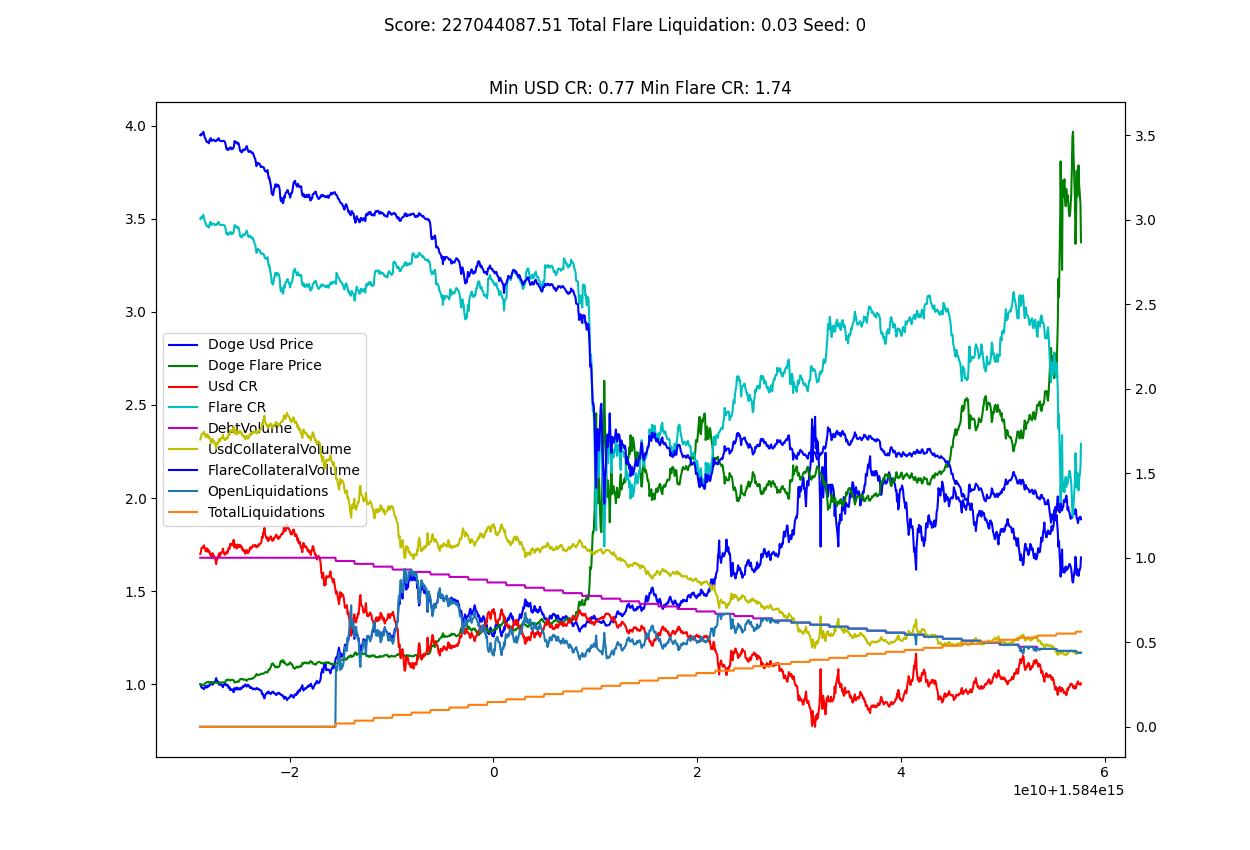 Score: 227044087.51 Total Flare Liquidation: 0.03 Seed: 0
Min USD CR: 0.77 Min Flare CR: 1.74
4.0
3.5
3.0
2.5
2.0
1.5
1.0
3.5
3.0
2.5
2.0
1.5
1.0
0.5
0.0
Doge Usd Price
Doge Flare Price
Usd CR
Flare CR
DebtVolume
UsdCollateralVolume
FlareCollateralVolume
OpenLiquidations
TotalLiquidations
−2 0 2 4 6
1e10+1.584e15